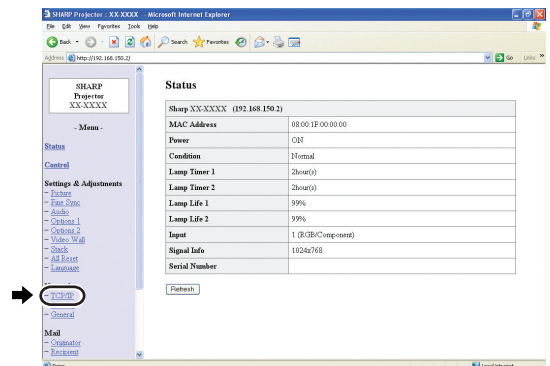 SHARP Projector : XX-XXXX - Microsoft Internet Explorer
File Edit View Favorites Tools Help
Back Search Favorites
Address http://192.168.150.2/ Go Links »
SHARP
Projector
XX-XXXX
- Menu -
Status
Control
Settings & Adjustments
– Picture
– Fine Sync
– Audio
– Options 1
– Options 2
– Video Wall
– Stack
– All Reset
– Language
– TCP/IP
– General
Mail
– Originator
– Recipient
Status
Sharp XX-XXXX (192.168.150.2)
MAC Address 08:00:1F:00:00:00
Power ON
Condition Normal
Lamp Timer 1 2hour(s)
Lamp Timer 2 2hour(s)
Lamp Life 1 99%
Lamp Life 2 99%
Input 1 (RGB/Component)
Signal Info 1024x768
Serial Number
Refresh